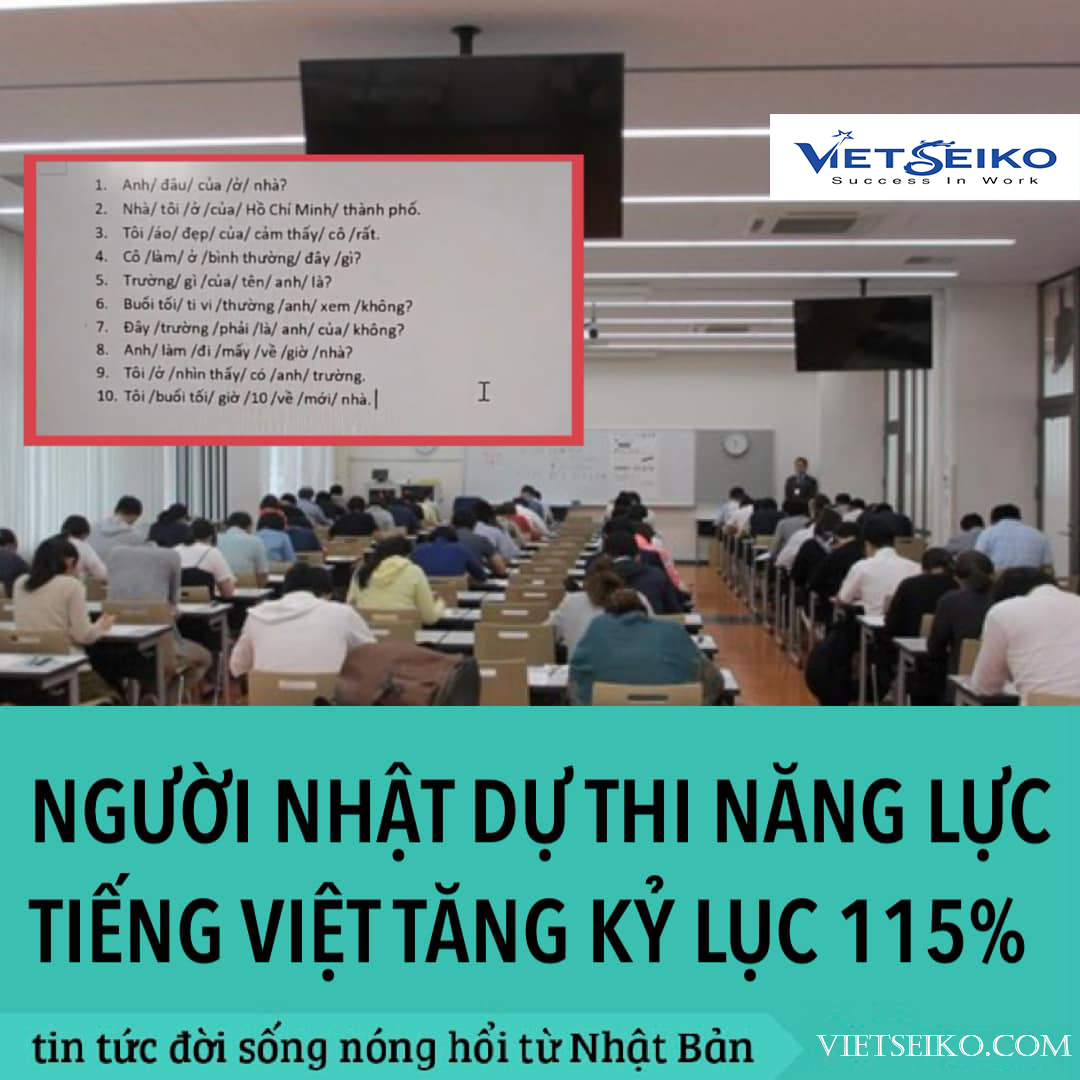 VIETSEIKO
Success In Work
1. Anh/ đâu/ của /ở/ nhà?
2. Nhà/ tôi /ở /của/ Hồ Chí Minh/ thành phố.
3. Tôi /áo/ đẹp/ của/ cảm thấy/ cô /rất.
4. Cô /làm/ ở /bình thường/ đây /gì?
5. Trường/ gì /của/ tên/ anh/ là?
6. Buổi tối/ ti vi /thường /anh/ xem /không?
7. Đây /trường /phải /là/ anh/ của/ không?
8. Anh/ làm /đi /mấy /về /giờ /nhà?
9. Tôi /ở /nhìn thấy/ có /anh/ trường.
10. Tôi /buổi tối/ giờ /10 /về /mới/ nhà.
NGƯỜI NHẬT DỰ THI NĂNG LỰC
TIẾNG VIỆT TĂNG KỶ LỤC 115%
tin tức đời sống nóng hổi từ Nhật Bản
VIETSEIKO.COM